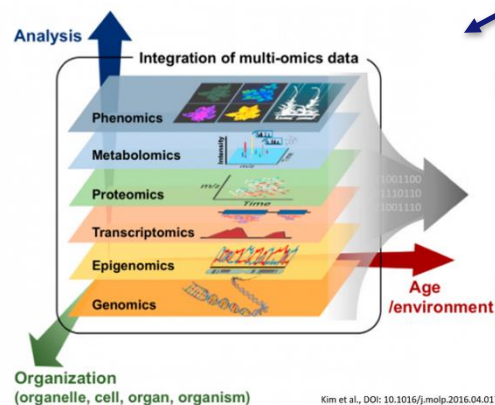 Analysis
Integration of multi-omics data
Phenomics
Metabolomics
Intensity
m/z
Proteomics
m/z
Time
Transcriptomics
Epigenomics
Genomics
1001100
1110110
1001110
Age
/environment
Organization
(organelle, cell, organ, organism)
Kim et al., DOI: 10.1016/j.molp.2016.04.01